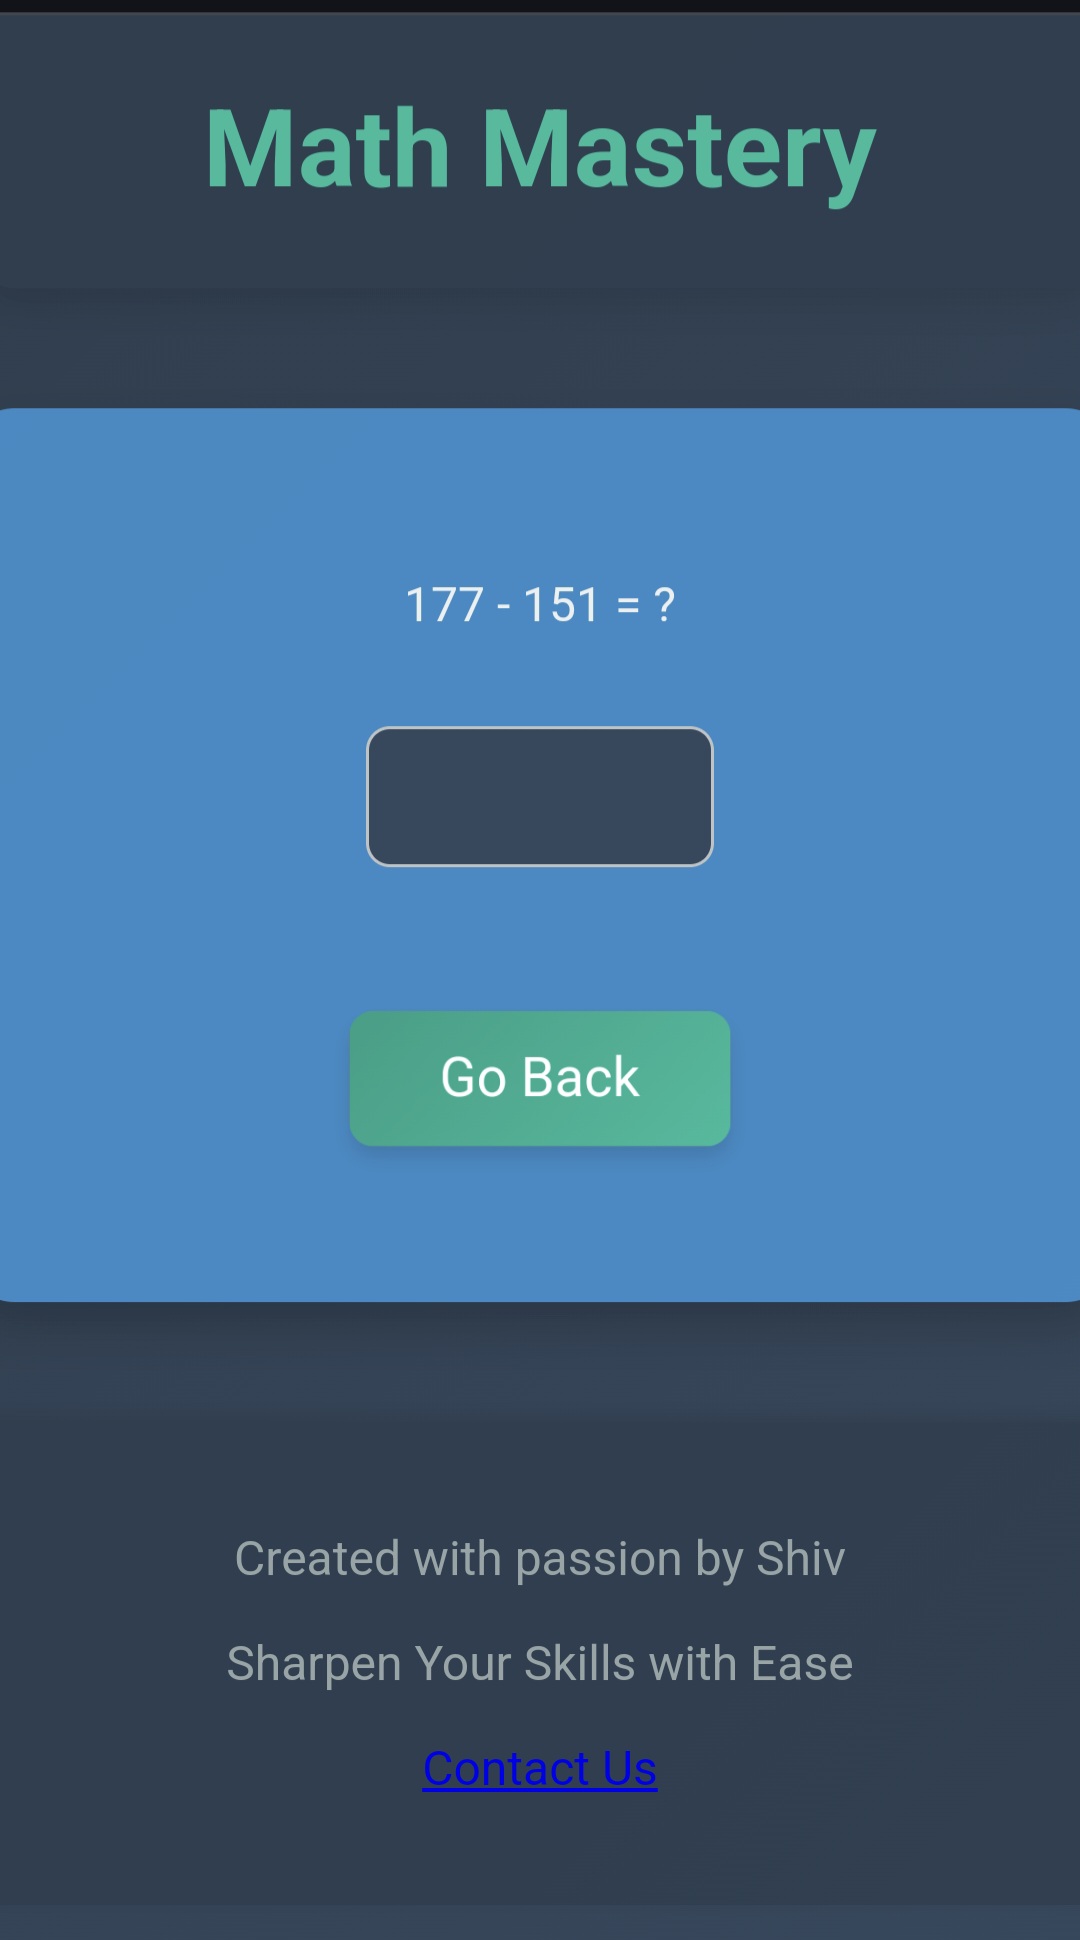 Math Mastery
177 - 151 = ?
Go Back
Created with passion by Shiv
Sharpen Your Skills with Ease
Contact Us